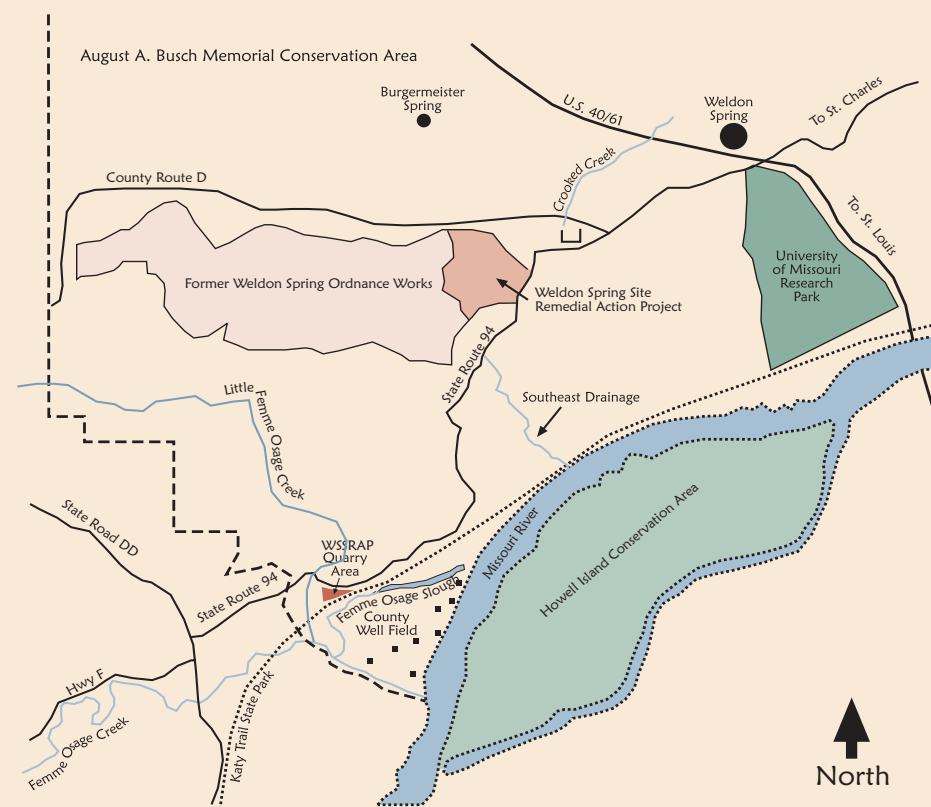 August A. Busch Memorial Conservation Area
Burgermeister
Spring
U.S. 40/61
Weldon
Spring
To St. Charles
Crooked Creek
County Route D
To. St. Louis
University
of Missouri
Research
Park
Former Weldon Spring Ordnance Works
Weldon Spring Site
Remedial Action Project
State Route 94
Little
Femme Osage Creek
Southeast Drainage
Missouri River
Howell Island Conservation Area
State Road DD
WSSRAP
Quarry
Area
State Route 94
Femme Osage Slough
County
Well Field
Hwy F
Femme Osage Creek
Katy Trail State Park
North